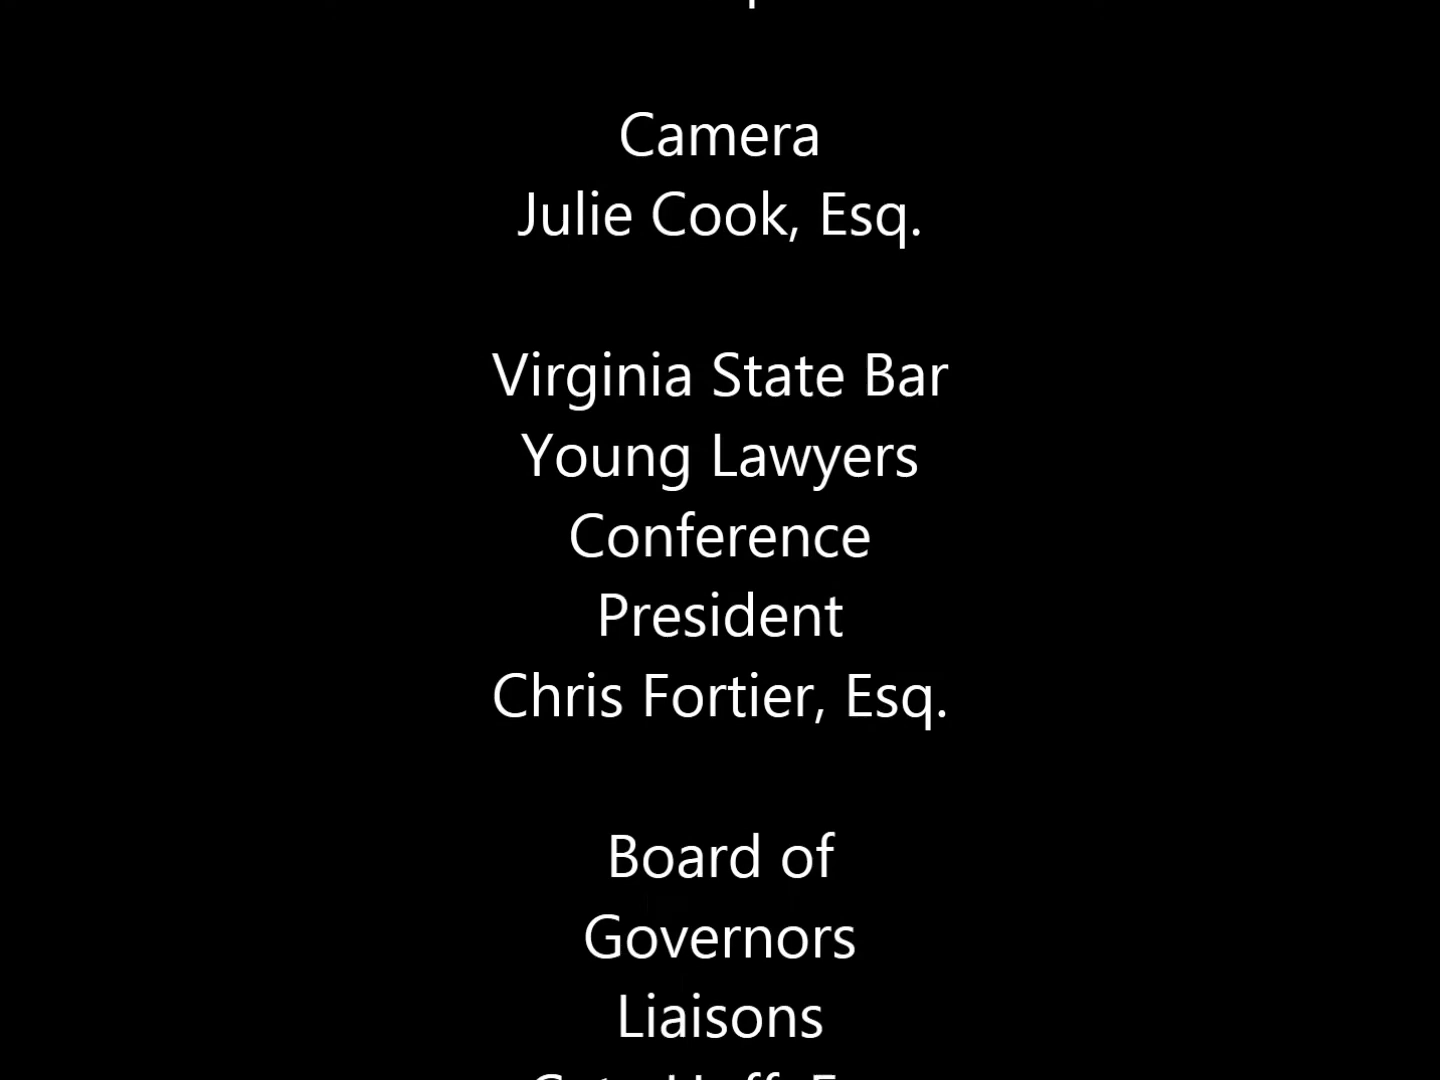 Camera
Julie Cook, Esq.
Virginia State Bar
Young Lawyers
Conference
President
Chris Fortier, Esq.
Board of
Governors
Liaisons